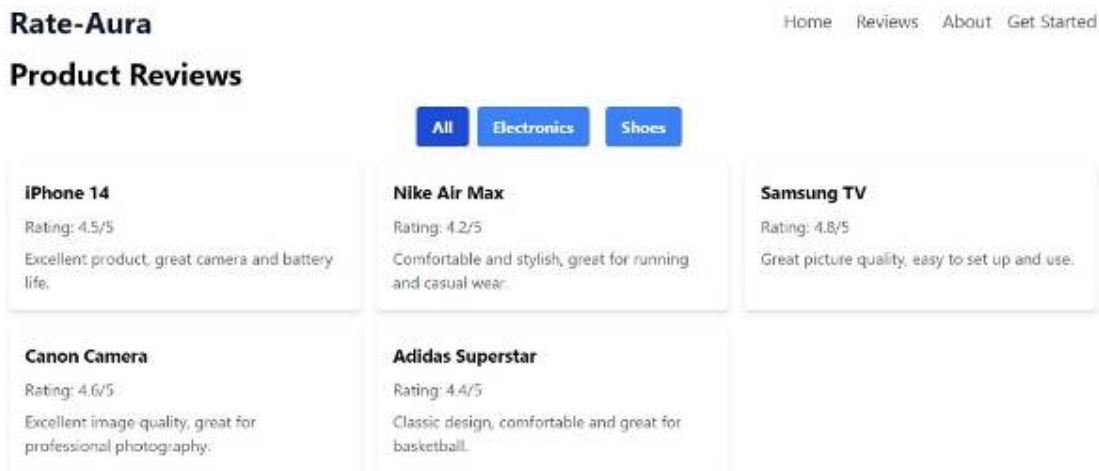 Rate-Aura
Home Reviews About Get Started
Product Reviews
All Electronics Shoes
iPhone 14
Rating: 4.5/5
Excellent product, great camera and battery
life.
Nike Air Max
Rating: 4.2/5
Comfortable and stylish, great for running
and casual wear.
Samsung TV
Rating: 4.8/5
Great picture quality, easy to set up and use.
Canon Camera
Rating: 4.6/5
Excellent image quality, great for
professional photography.
Adidas Superstar
Rating: 4.4/5
Classic design, comfortable and great for
basketball.